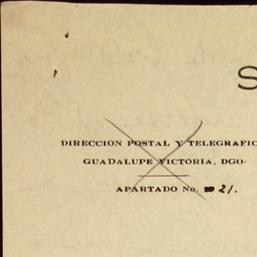 S
DIRECCION POSTAL Y TELEGRAFIC
GUADALUPE VICTORIA, DGO-
APARTADO No. 21.